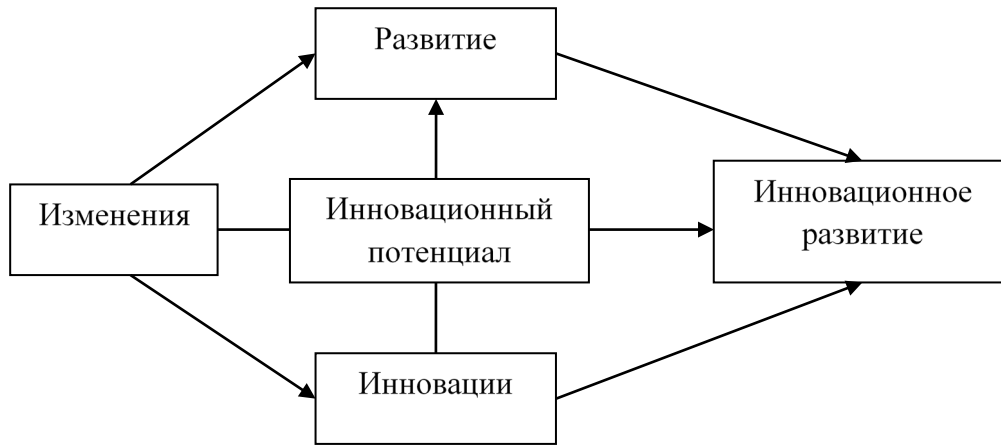 Развитие
Изменения
Инновационный
потенциал
Инновационное
развитие
Инновации